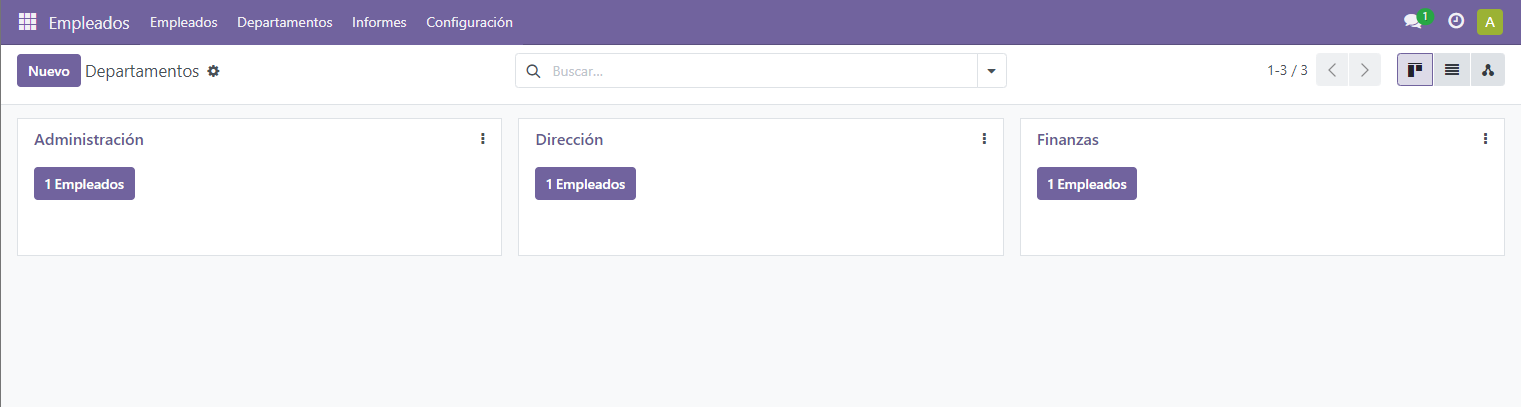 Empleados Empleados Departamentos Informes Configuración 1 A
Nuevo Departamentos Buscar... 1-3 / 3
Administración Dirección Finanzas
1 Empleados 1 Empleados 1 Empleados